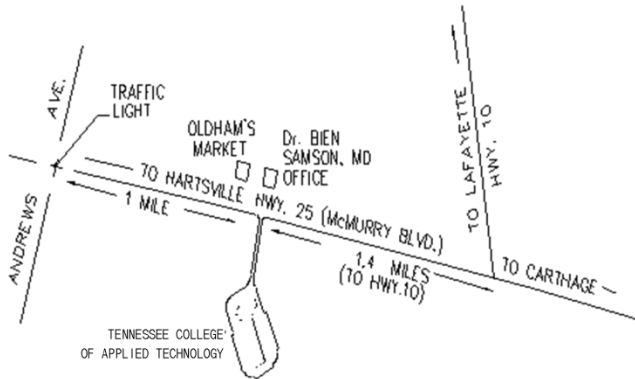 AVE.
TRAFFIC
LIGHT
ANDREWS
OLDHAM'S
MARKET
Dr. BIEN
SAMSON, MD
OFFICE
TO LAFAYETTE
HWY. 10
TO HARTSVILLE HWY. 25 (McMURRY BLVD.)
1 MILE
1.4 MILES
(TO HWY.10)
TO CARTHAGE
TENNESSEE COLLEGE
OF APPLIED TECHNOLOGY